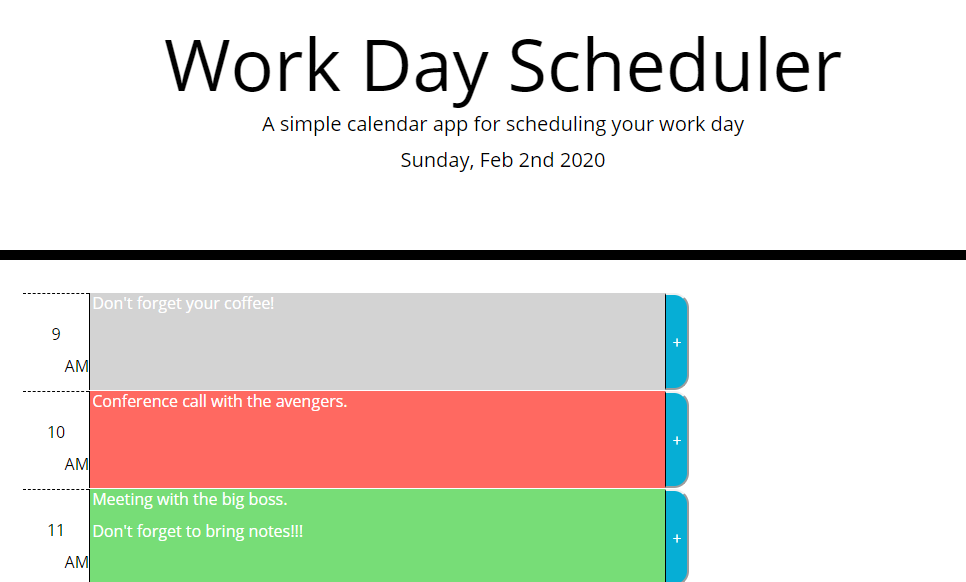 Work Day Scheduler
A simple calendar app for scheduling your work day
Sunday, Feb 2nd 2020
9
AM
Don't forget your coffee!
+
10
AM
Conference call with the avengers.
+
11
AM
Meeting with the big boss.
Don't forget to bring notes!!!
+